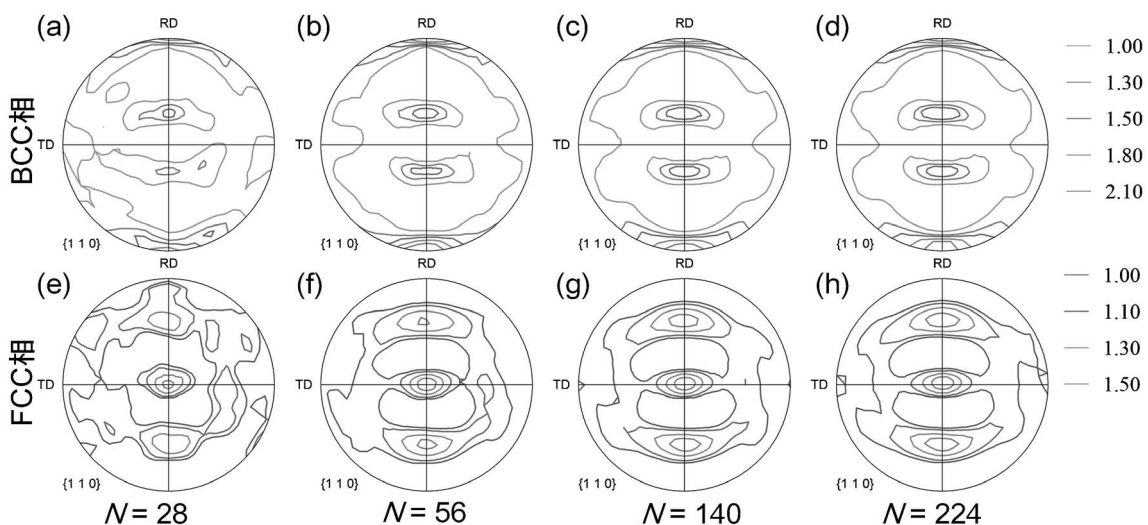 (a) RD TD {1 1 0}
(b) RD TD {1 1 0}
(c) RD TD {1 1 0}
(d) RD TD {1 1 0}
BCC相
1.00
1.30
1.50
1.80
2.10
(e) RD TD {1 1 0}
(f) RD TD {1 1 0}
(g) RD TD {1 1 0}
(h) RD TD {1 1 0}
FCC相
1.00
1.10
1.30
1.50
N = 28
N = 56
N = 140
N = 224